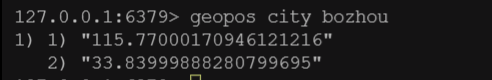 127.0.0.1:6379> geopos city bozhou
1) 1) "115.77000170946121216"
2) "33.83999888280799695"